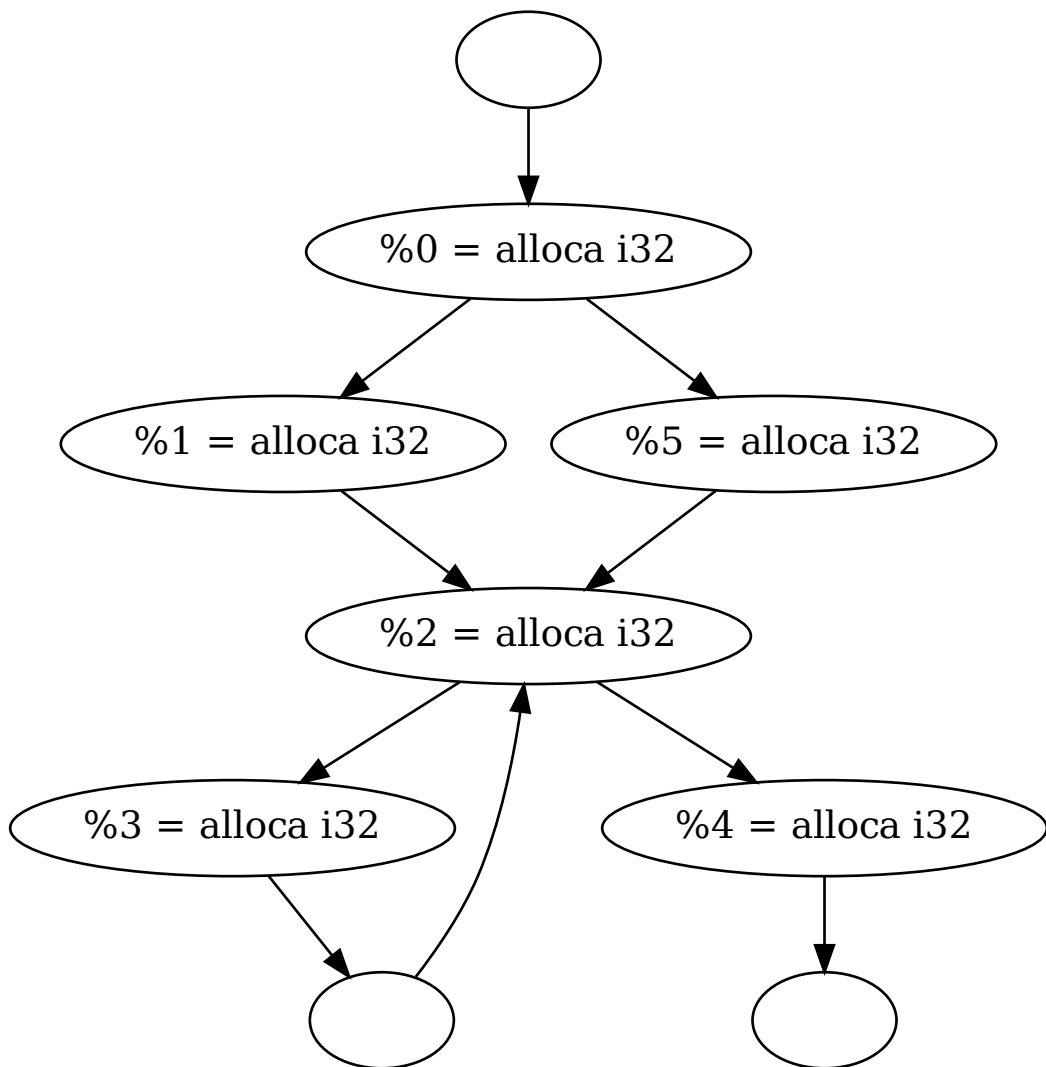 %0 = alloca i32
%1 = alloca i32
%5 = alloca i32
%2 = alloca i32
%3 = alloca i32
%4 = alloca i32